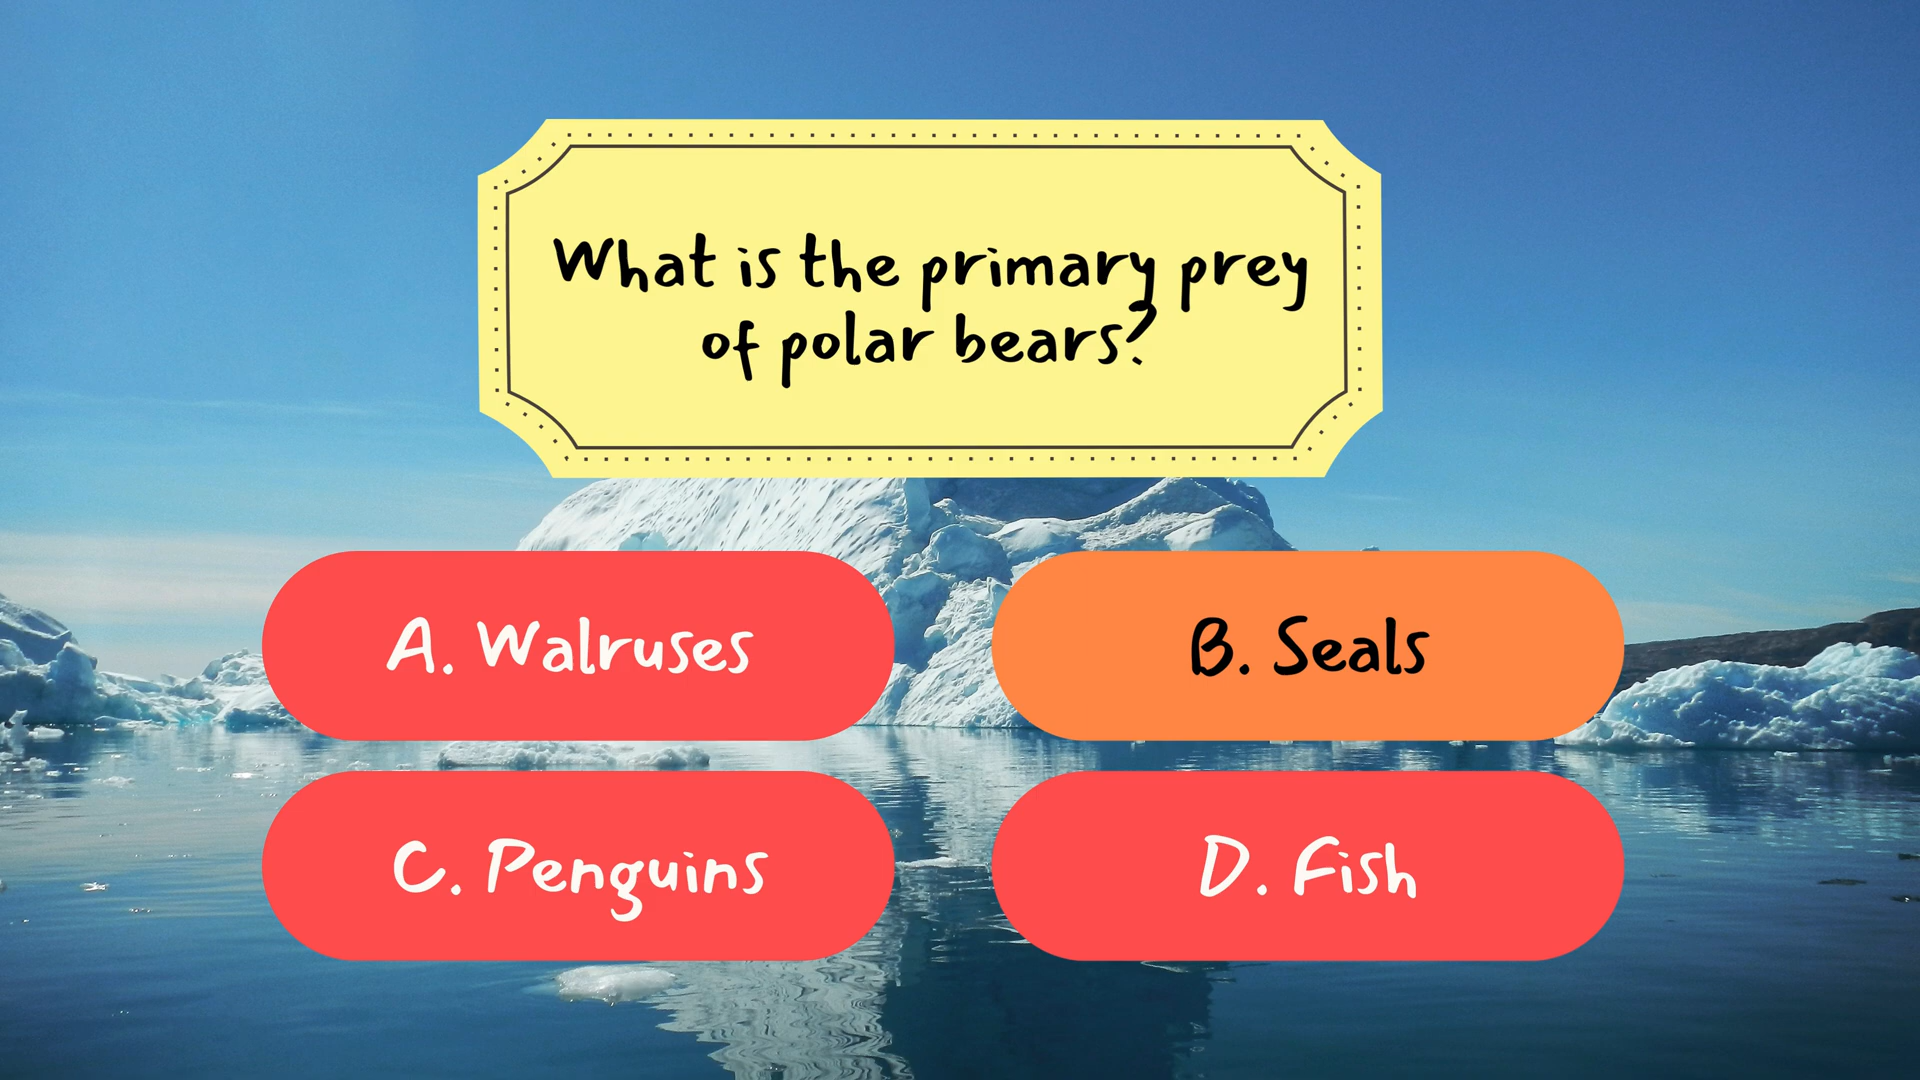 What is the primary prey
of polar bears?
A. Walruses
B. Seals
C. Penguins
D. Fish